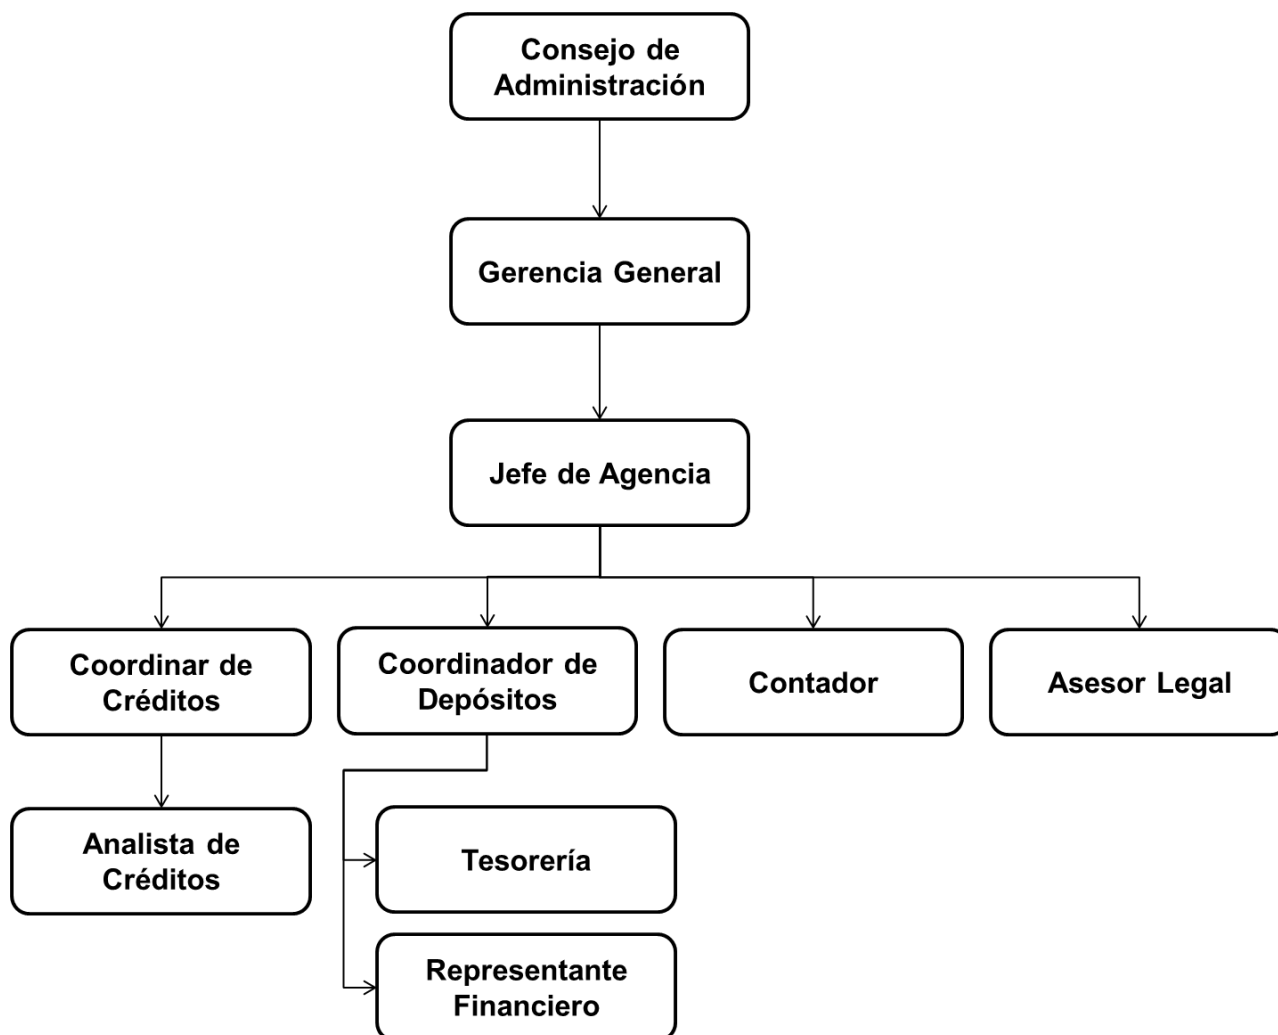 Consejo de
Administración
Gerencia General
Jefe de Agencia
Coordinar de
Créditos
Coordinador de
Depósitos
Contador
Asesor Legal
Analista de
Créditos
Tesorería
Representante
Financiero